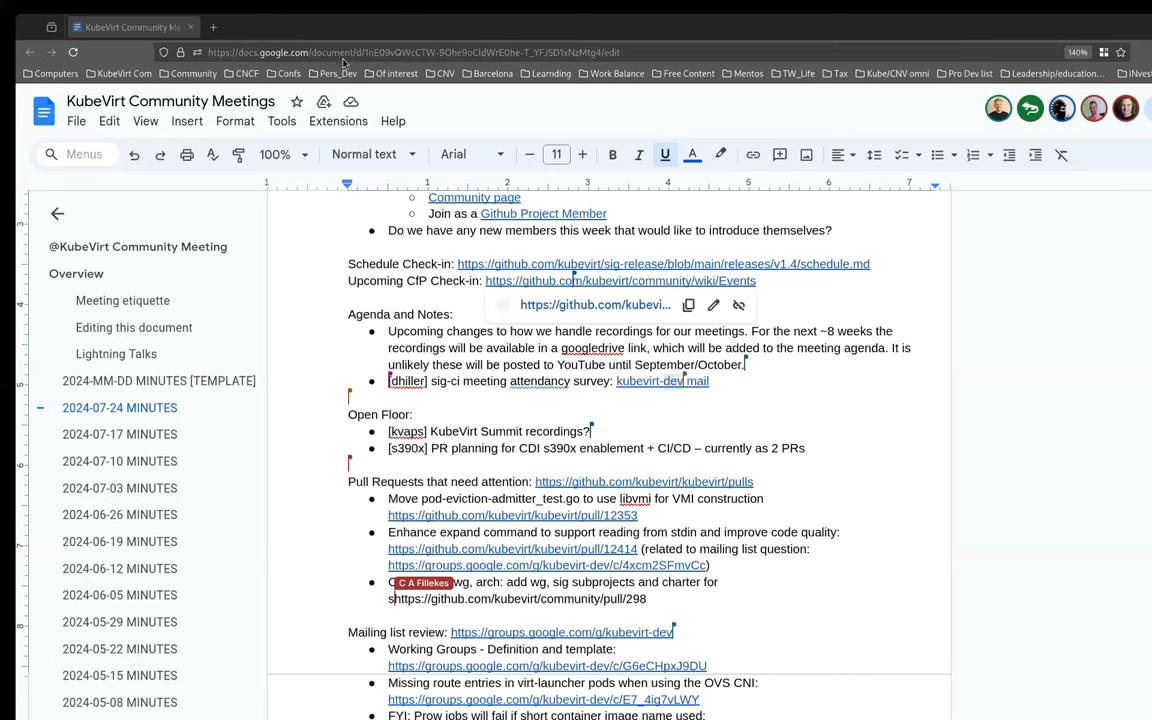 KubeVirt Community Me
https://docs.google.com/document/d/1nE09vQWcCTW-9Ohe9oCldWrE0he-T_YFJ5D1xNzMtg4/edit
140%
Computers KubeVirt Com Community CNCF Confs Pers_Dev Of interest CNV Barcelona Learnding Work Balance Free Content Mentos TW_Life Tax Kube/CNV omni Pro Dev list Leadership/education... INves
KubeVirt Community Meetings
File Edit View Insert Format Tools Extensions Help
Menus 100% Normal text Arial 11
1 1 2 3 4 5 6 7
Community page
Join as a Github Project Member
Do we have any new members this week that would like to introduce themselves?
Schedule Check-in: https://github.com/kubevirt/sig-release/blob/main/releases/v1.4/schedule.md
Upcoming CfP Check-in: https://github.com/kubevirt/community/wiki/Events
https://github.com/kubevi...
Agenda and Notes:
Upcoming changes to how we handle recordings for our meetings. For the next ~8 weeks the
recordings will be available in a googledrive link, which will be added to the meeting agenda. It is
unlikely these will be posted to YouTube until September/October.
[dhiller] sig-ci meeting attendancy survey: kubevirt-dev mail
Open Floor:
[kvaps] KubeVirt Summit recordings?
[s390x] PR planning for CDI s390x enablement + CI/CD – currently as 2 PRs
Pull Requests that need attention: https://github.com/kubevirt/kubevirt/pulls
Move pod-eviction-admitter_test.go to use libvmi for VMI construction
https://github.com/kubevirt/kubevirt/pull/12353
Enhance expand command to support reading from stdin and improve code quality:
https://github.com/kubevirt/kubevirt/pull/12414 (related to mailing list question:
https://groups.google.com/g/kubevirt-dev/c/4xcm2SFmvCc)
C A Fillekes
wg, arch: add wg, sig subprojects and charter for
shttps://github.com/kubevirt/community/pull/298
Mailing list review: https://groups.google.com/g/kubevirt-dev
Working Groups - Definition and template:
https://groups.google.com/g/kubevirt-dev/c/G6eCHpxJ9DU
Missing route entries in virt-launcher pods when using the OVS CNI:
https://groups.google.com/g/kubevirt-dev/c/E7_4ig7vLWY
FYI: Prow jobs will fail if short container image name used:
@KubeVirt Community Meeting
Overview
Meeting etiquette
Editing this document
Lightning Talks
2024-MM-DD MINUTES [TEMPLATE]
2024-07-24 MINUTES
2024-07-17 MINUTES
2024-07-10 MINUTES
2024-07-03 MINUTES
2024-06-26 MINUTES
2024-06-19 MINUTES
2024-06-12 MINUTES
2024-06-05 MINUTES
2024-05-29 MINUTES
2024-05-22 MINUTES
2024-05-15 MINUTES
2024-05-08 MINUTES
3
4
5
6
7
8